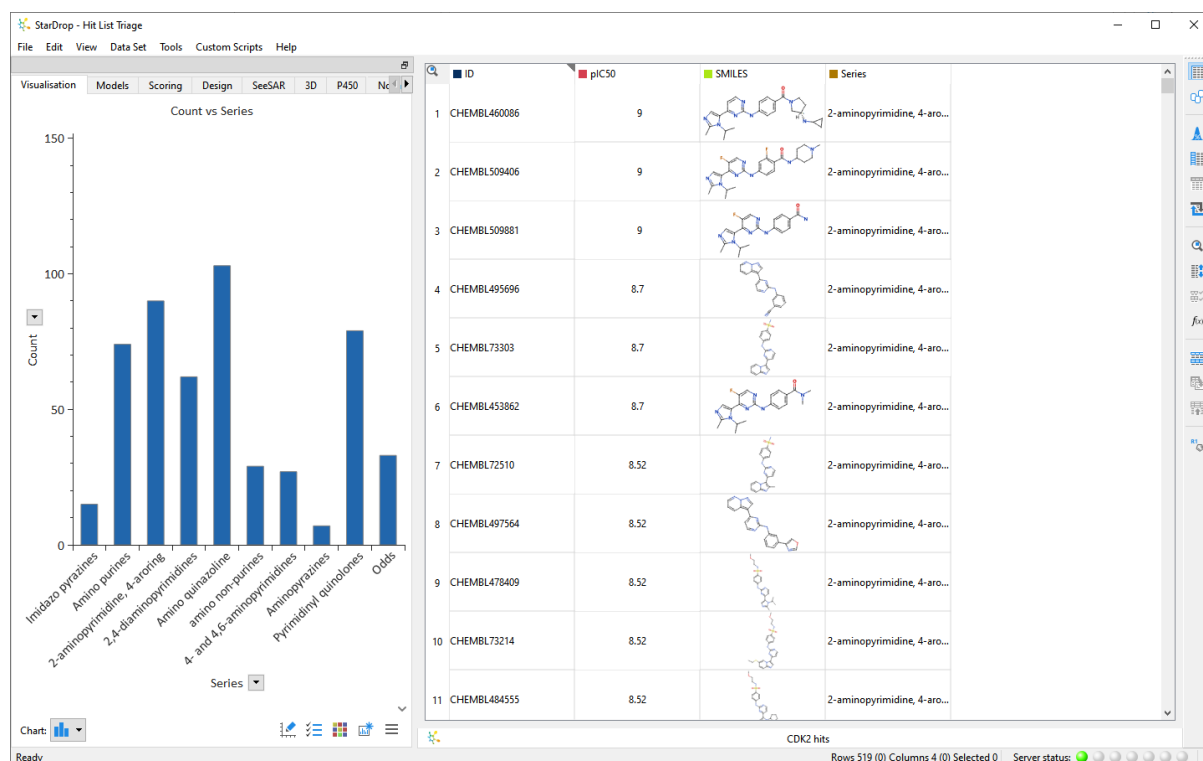 StarDrop - Hit List Triage
File Edit View Data Set Tools Custom Scripts Help
Visualisation Models Scoring Design SeeSAR 3D P450
Count vs Series
150
100
50
0
Count
Imidazo pyrazines
Amino purines
2-aminopyrimidine, 4-aroring
2,4-diaminopyrimidines
Amino quinazoline
amino non-purines
4- and 4,6-aminopyrimidines
Aminopyrazines
Pyrimidinyl quinolones
Odds
Series
Chart:
ID pIC50 SMILES Series
1 CHEMBL460086 9 2-aminopyrimidine, 4-aro...
2 CHEMBL509406 9 2-aminopyrimidine, 4-aro...
3 CHEMBL509881 9 2-aminopyrimidine, 4-aro...
4 CHEMBL495696 8.7 2-aminopyrimidine, 4-aro...
5 CHEMBL73303 8.7 2-aminopyrimidine, 4-aro...
6 CHEMBL453862 8.7 2-aminopyrimidine, 4-aro...
7 CHEMBL72510 8.52 2-aminopyrimidine, 4-aro...
8 CHEMBL497564 8.52 2-aminopyrimidine, 4-aro...
9 CHEMBL478409 8.52 2-aminopyrimidine, 4-aro...
10 CHEMBL73214 8.52 2-aminopyrimidine, 4-aro...
11 CHEMBL484555 8.52 2-aminopyrimidine, 4-aro...
CDK2 hits
Ready
Rows 519 (0) Columns 4 (0) Selected 0 Server status: